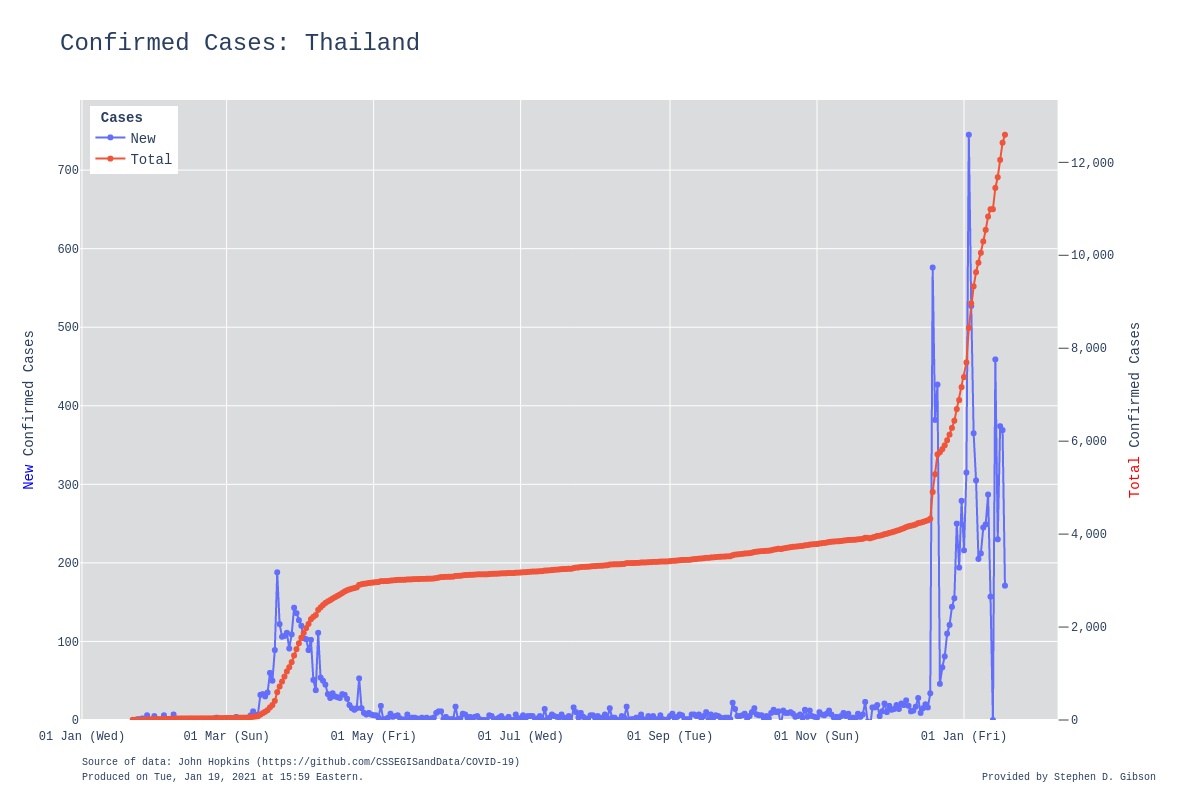 Confirmed Cases: Thailand
Cases
New
Total
700
600
500
400
300
200
100
0
12,000
10,000
8,000
6,000
4,000
2,000
0
New Confirmed Cases
Total Confirmed Cases
01 Jan (Wed)
01 Mar (Sun)
01 May (Fri)
01 Jul (Wed)
01 Sep (Tue)
01 Nov (Sun)
01 Jan (Fri)
Source of data: John Hopkins (https://github.com/CSSEGISandData/COVID-19)
Produced on Tue, Jan 19, 2021 at 15:59 Eastern.
Provided by Stephen D. Gibson